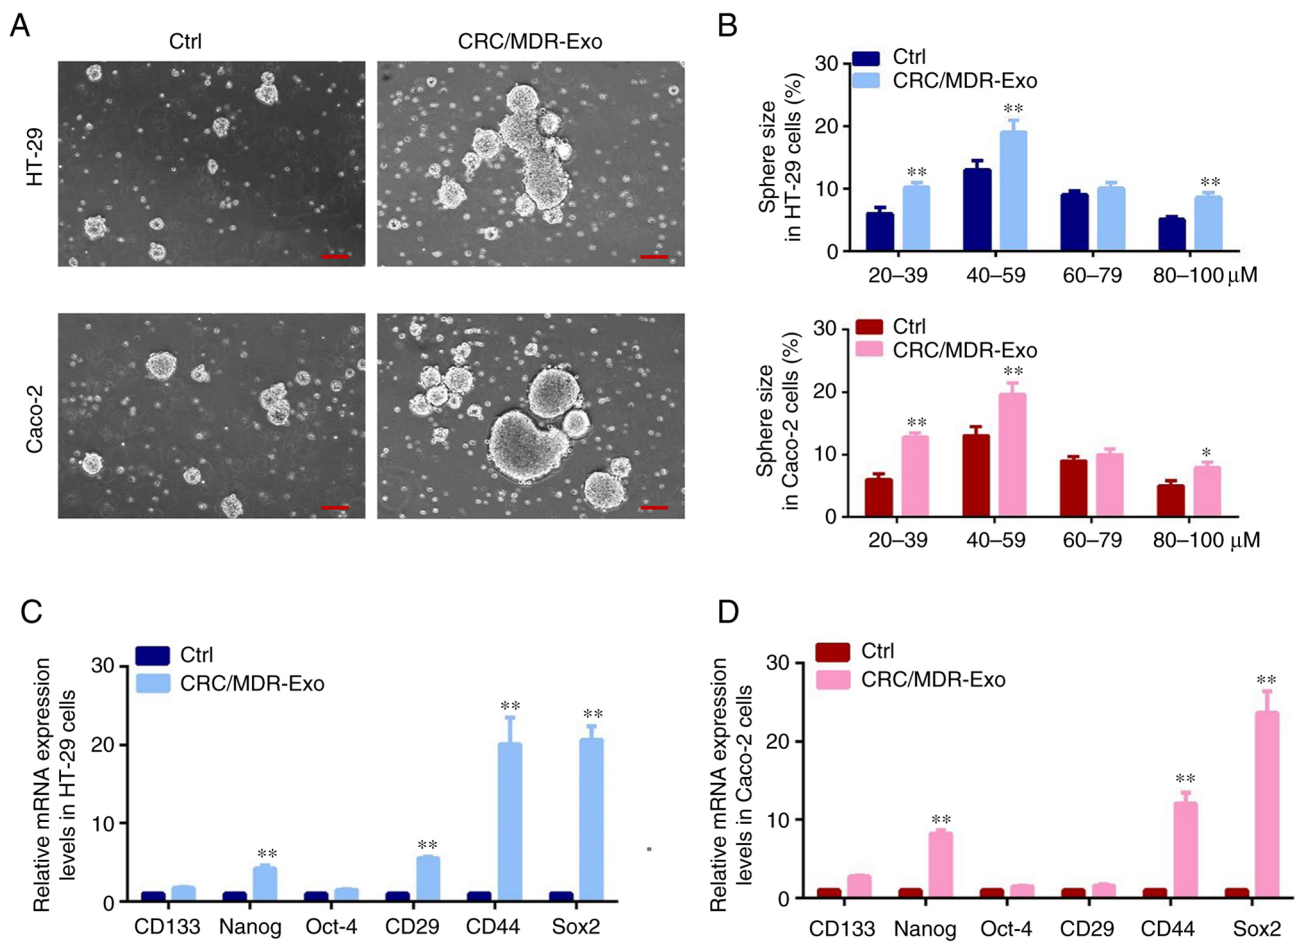 A
Ctrl
CRC/MDR-Exo
HT-29
Caco-2
B
Ctrl
CRC/MDR-Exo
Sphere size
in HT-29 cells (%)
30
20
10
0
**
**
**
20–39
40–59
60–79
80–100 µM
Ctrl
CRC/MDR-Exo
Sphere size
in Caco-2 cells (%)
30
20
10
0
**
**
*
20–39
40–59
60–79
80–100 µM
C
Ctrl
CRC/MDR-Exo
Relative mRNA expression
levels in HT-29 cells
30
20
10
0
**
**
**
**
CD133
Nanog
Oct-4
CD29
CD44
Sox2
D
Ctrl
CRC/MDR-Exo
Relative mRNA expression
levels in Caco-2 cells
30
20
10
0
**
**
**
CD133
Nanog
Oct-4
CD29
CD44
Sox2